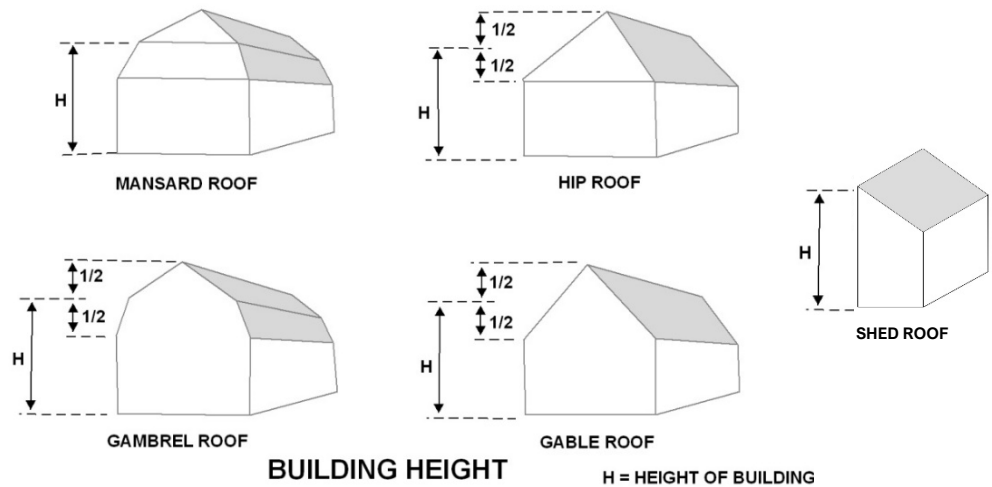 1/2
1/2
H
H
MANSARD ROOF
HIP ROOF
H
SHED ROOF
1/2
1/2
H
1/2
1/2
H
GAMBREL ROOF
GABLE ROOF
BUILDING HEIGHT
H = HEIGHT OF BUILDING